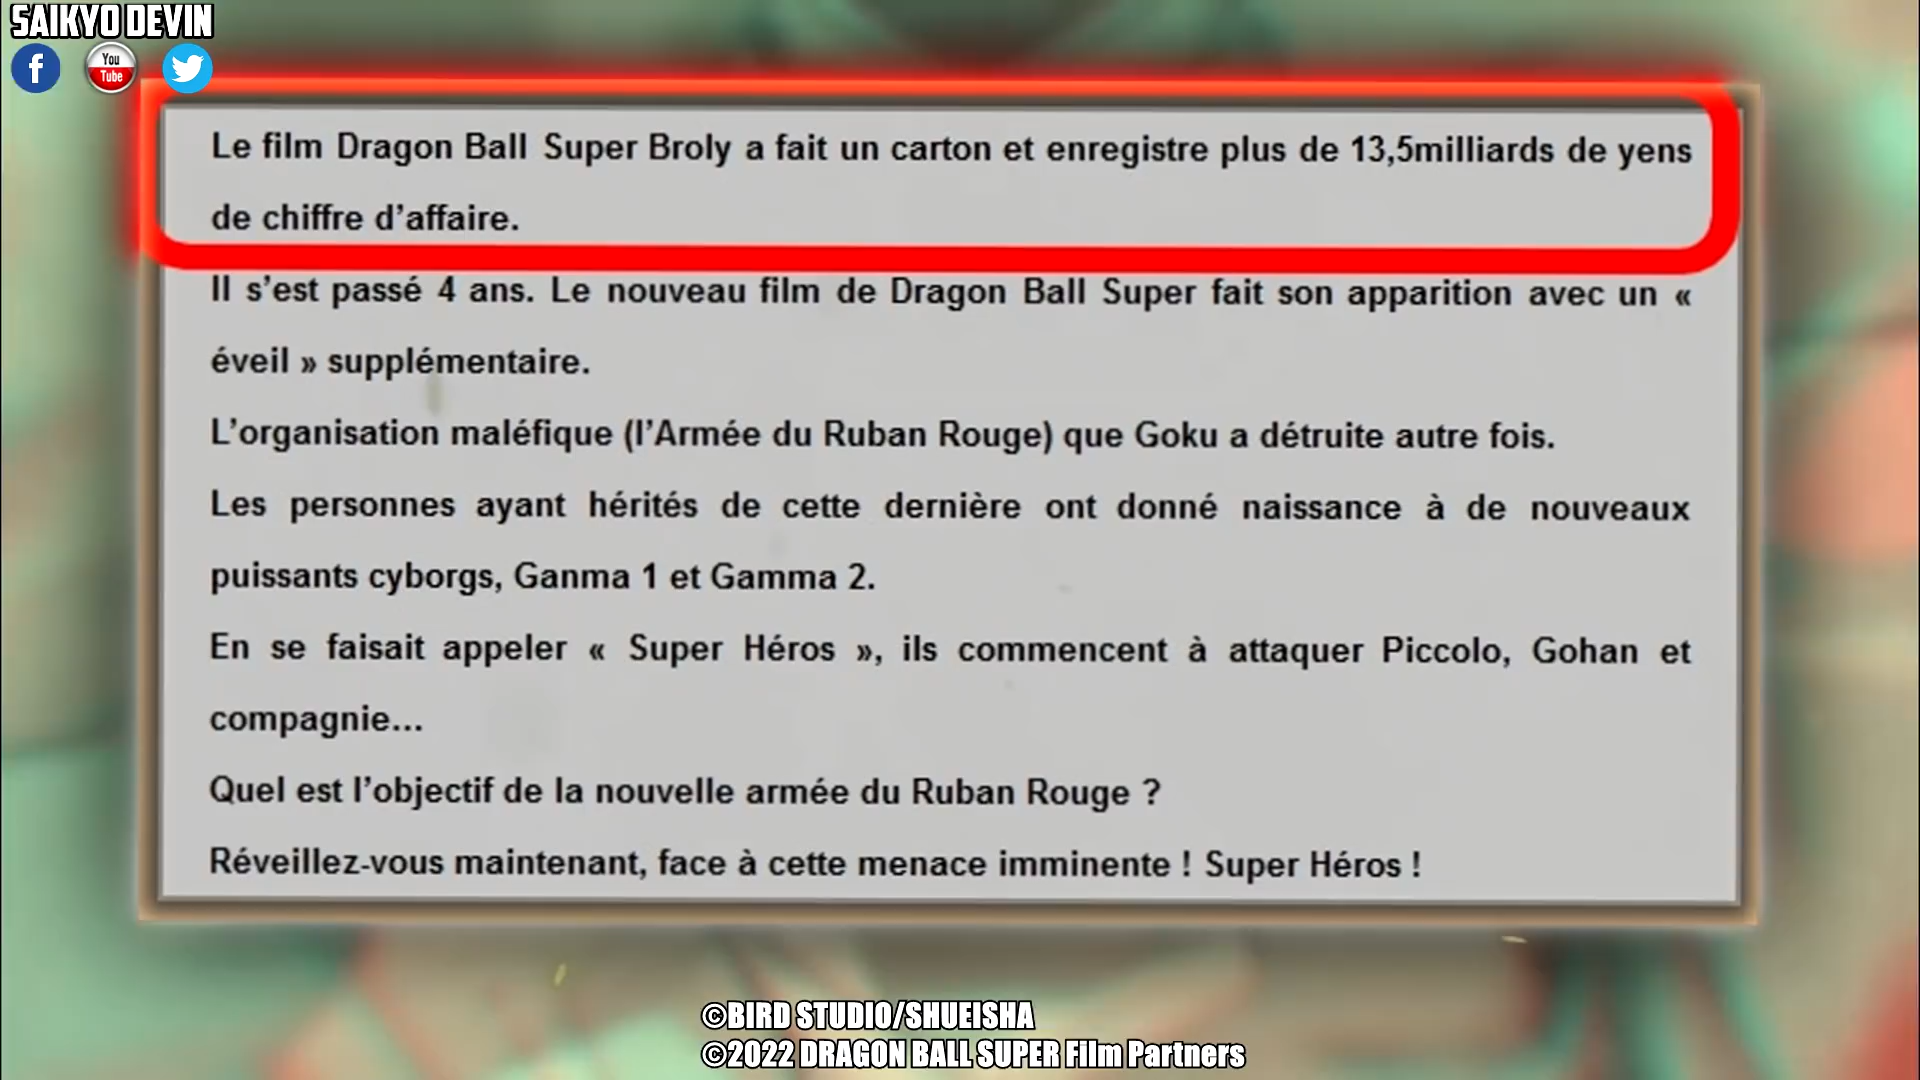 SAIKYO DEVIN
f
You
Tube
Le film Dragon Ball Super Broly a fait un carton et enregistre plus de 13,5milliards de yens
de chiffre d’affaire.
Il s’est passé 4 ans. Le nouveau film de Dragon Ball Super fait son apparition avec un «
éveil » supplémentaire.
L’organisation maléfique (l’Armée du Ruban Rouge) que Goku a détruite autre fois.
Les personnes ayant hérités de cette dernière ont donné naissance à de nouveaux
puissants cyborgs, Ganma 1 et Gamma 2.
En se faisait appeler « Super Héros », ils commencent à attaquer Piccolo, Gohan et
compagnie...
Quel est l’objectif de la nouvelle armée du Ruban Rouge ?
Réveillez-vous maintenant, face à cette menace imminente ! Super Héros !
©BIRD STUDIO/SHUEISHA
©2022 DRAGON BALL SUPER Film Partners